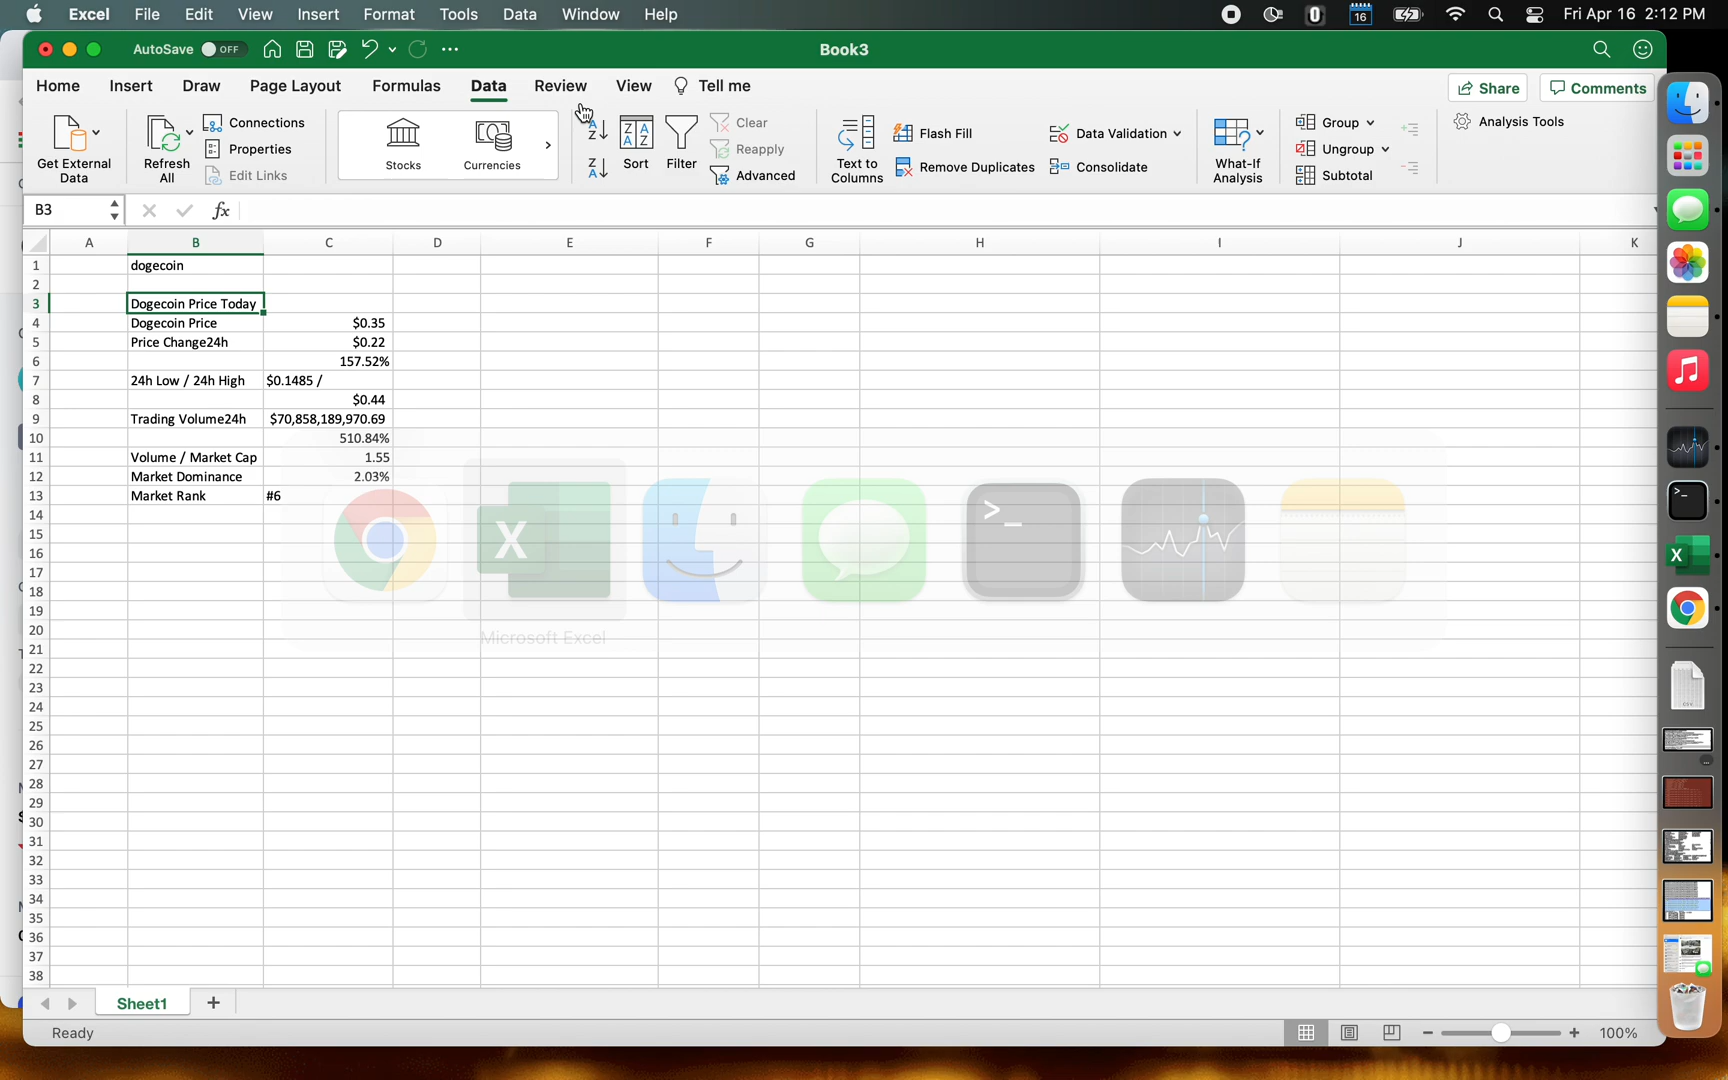 Excel File Edit View Insert Format Tools Data Window Help 16 Fri Apr 16 2:12 PM
AutoSave OFF Book3
Home Insert Draw Page Layout Formulas Data Review View Tell me Share Comments
Get External Data
Refresh All
Connections
Properties
Edit Links
Stocks
Currencies
Sort
Filter
Clear
Reapply
Advanced
Text to Columns
Flash Fill
Remove Duplicates
Data Validation
Consolidate
What-If Analysis
Group
Ungroup
Subtotal
Analysis Tools
B3 fx
A B C D E F G H I J K
1 dogecoin
2
3 Dogecoin Price Today
4 Dogecoin Price $0.35
5 Price Change24h $0.22
6 157.52%
7 24h Low / 24h High $0.1485 /
8 $0.44
9 Trading Volume24h $70,858,189,970.69
10 510.84%
11 Volume / Market Cap 1.55
12 Market Dominance 2.03%
13 Market Rank #6
14
15
16
17
18
19
20
21
22
23
24
25
26
27
28
29
30
31
32
33
34
35
36
37
38
Microsoft Excel
Sheet1 +
Ready 100%